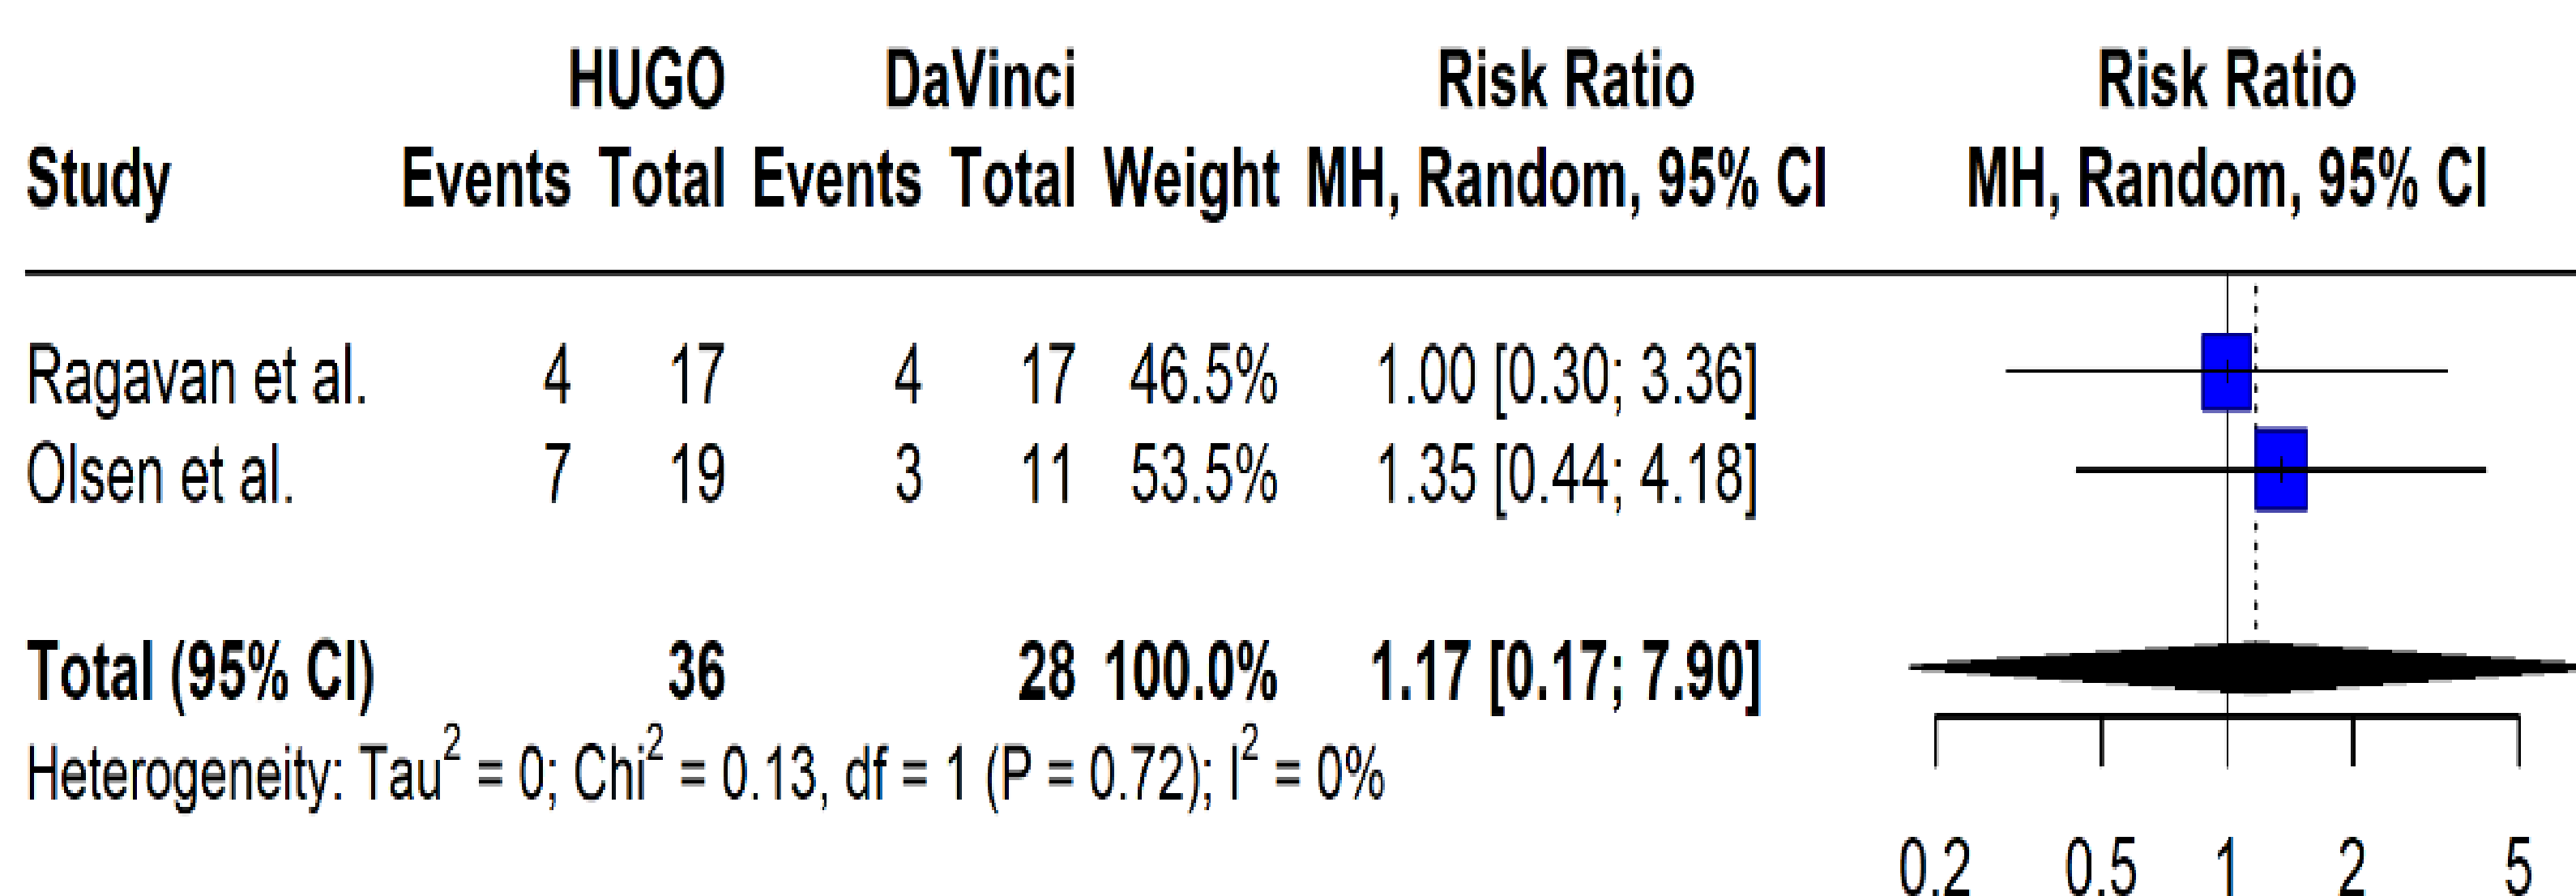 HUGO DaVinci Risk Ratio Risk Ratio
Study Events Total Events Total Weight MH, Random, 95% CI MH, Random, 95% CI
Ragavan et al. 4 17 4 17 46.5% 1.00 [0.30; 3.36]
Olsen et al. 7 19 3 11 53.5% 1.35 [0.44; 4.18]
Total (95% CI) 36 28 100.0% 1.17 [0.17; 7.90]
Heterogeneity: Tau² = 0; Chi² = 0.13, df = 1 (P = 0.72); I² = 0%
0.2 0.5 1 2 5